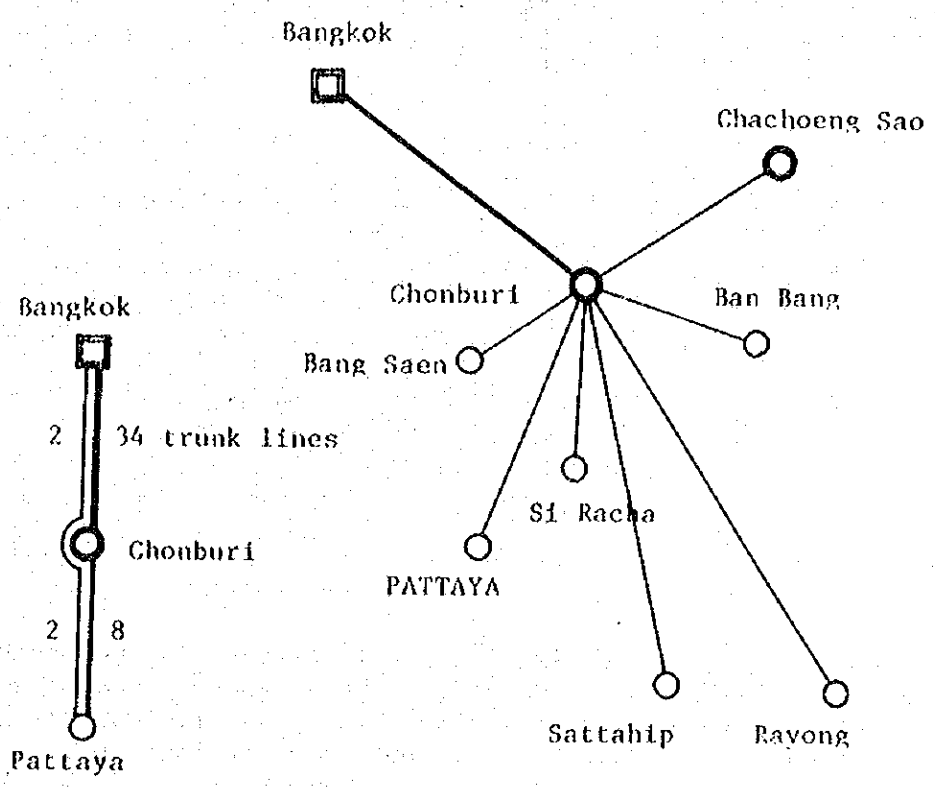 Bangkok
Chachoeng Sao
Chonburi
Ban Bang
Bangkok
Bang Saen
2 34 trunk lines
Si Racha
Chonburi
PATTAYA
2 8
Sattahip
Rayong
Pattaya